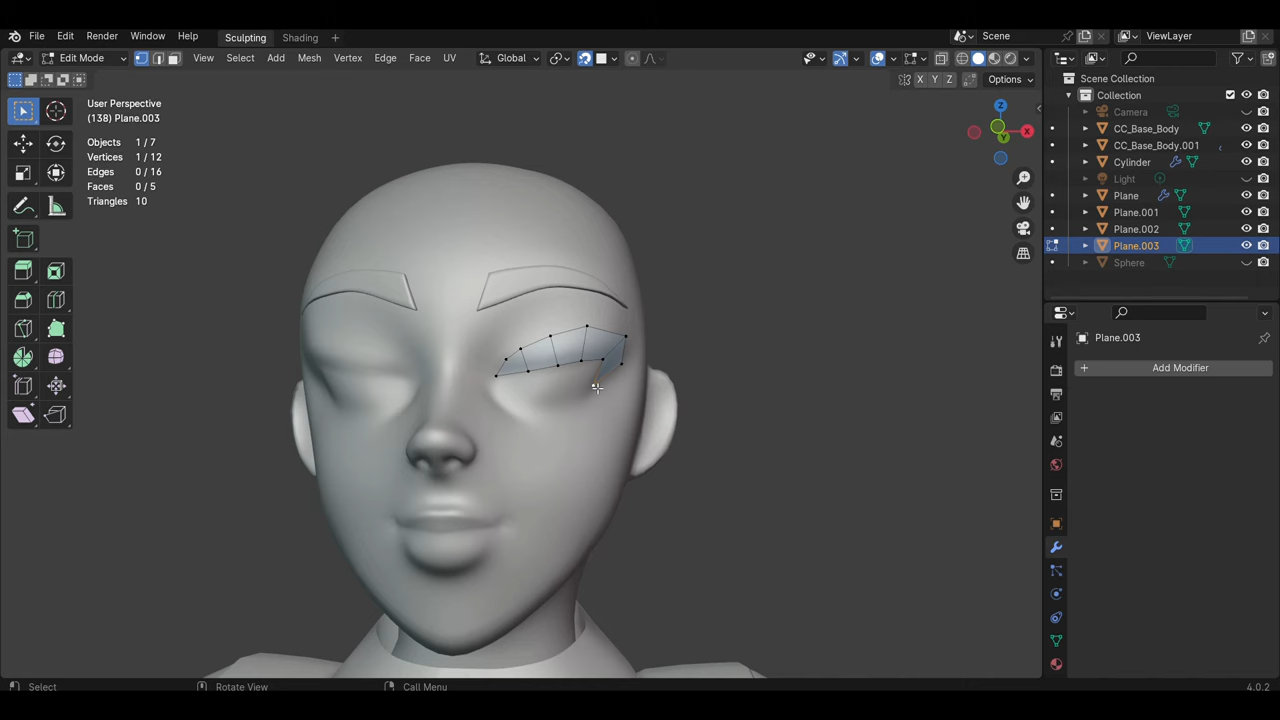 File Edit Render Window Help Sculpting Shading + Scene ViewLayer
Edit Mode View Select Add Mesh Vertex Edge Face UV Global
X Y Z Options
User Perspective
(138) Plane.003
Objects 1 / 7
Vertices 1 / 12
Edges 0 / 16
Faces 0 / 5
Triangles 10
Z
X
Y
Scene Collection
Collection
Camera
CC_Base_Body
CC_Base_Body.001
Cylinder
Light
Plane
Plane.001
Plane.002
Plane.003
Sphere
Plane.003
+ Add Modifier
Select Rotate View Call Menu 4.0.2